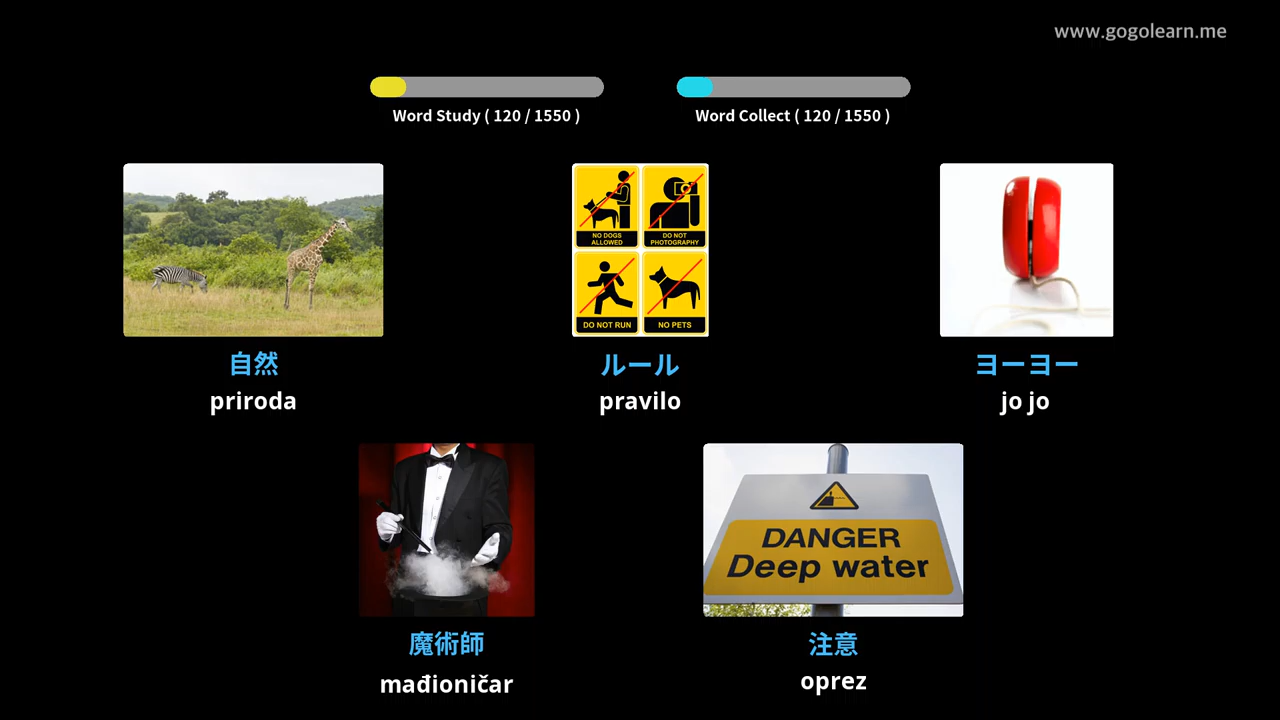 www.gogolearn.me
Word Study ( 120 / 1550 )
Word Collect ( 120 / 1550 )
NO DOGS
ALLOWED
DO NOT
PHOTOGRAPHY
DO NOT RUN
NO PETS
自然
priroda
ルール
pravilo
ヨーヨー
jo jo
DANGER
Deep water
魔術師
mađioničar
注意
oprez